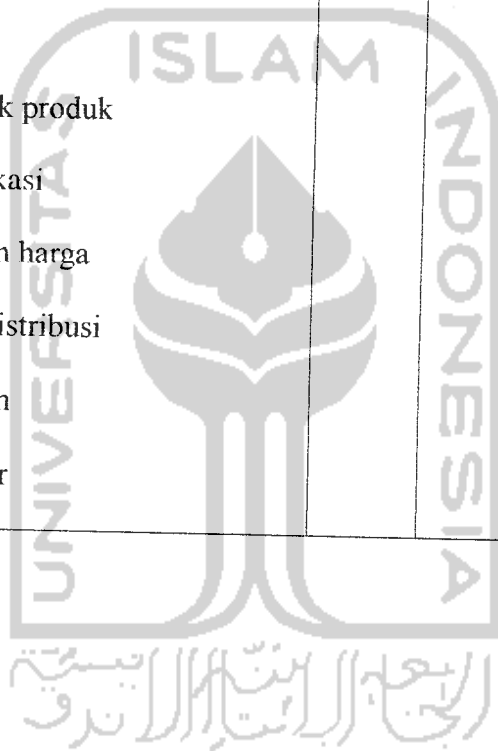 ISLAM
UNIVERSITAS
INDONESIA
k produk
kasi
n harga
istribusi
n
r